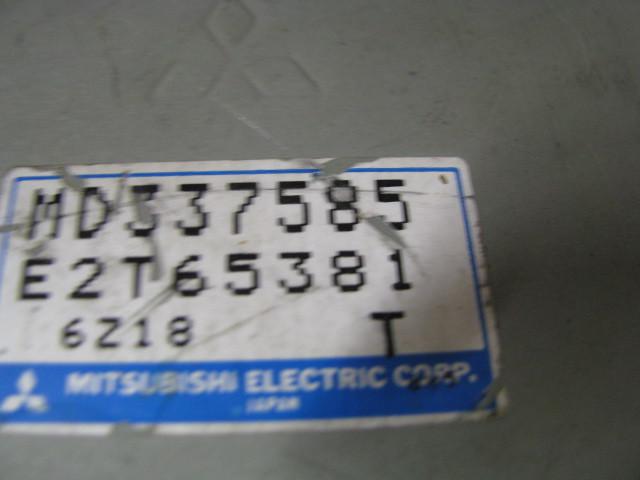 MD337585
E2T65381
6Z18 T
MITSUBISHI ELECTRIC CORP.
JAPAN